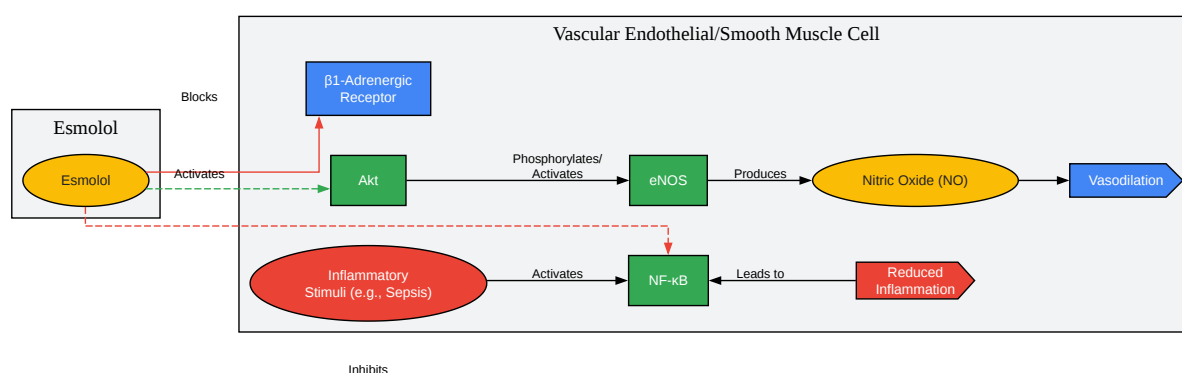 Vascular Endothelial/Smooth Muscle Cell
β1-Adrenergic
Receptor
Blocks
Esmolol
Esmolol
Activates
Akt
Phosphorylates/
Activates
eNOS
Produces
Nitric Oxide (NO)
Vasodilation
Inflammatory
Stimuli (e.g., Sepsis)
Activates
NF-κB
Leads to
Reduced
Inflammation
Inhibits